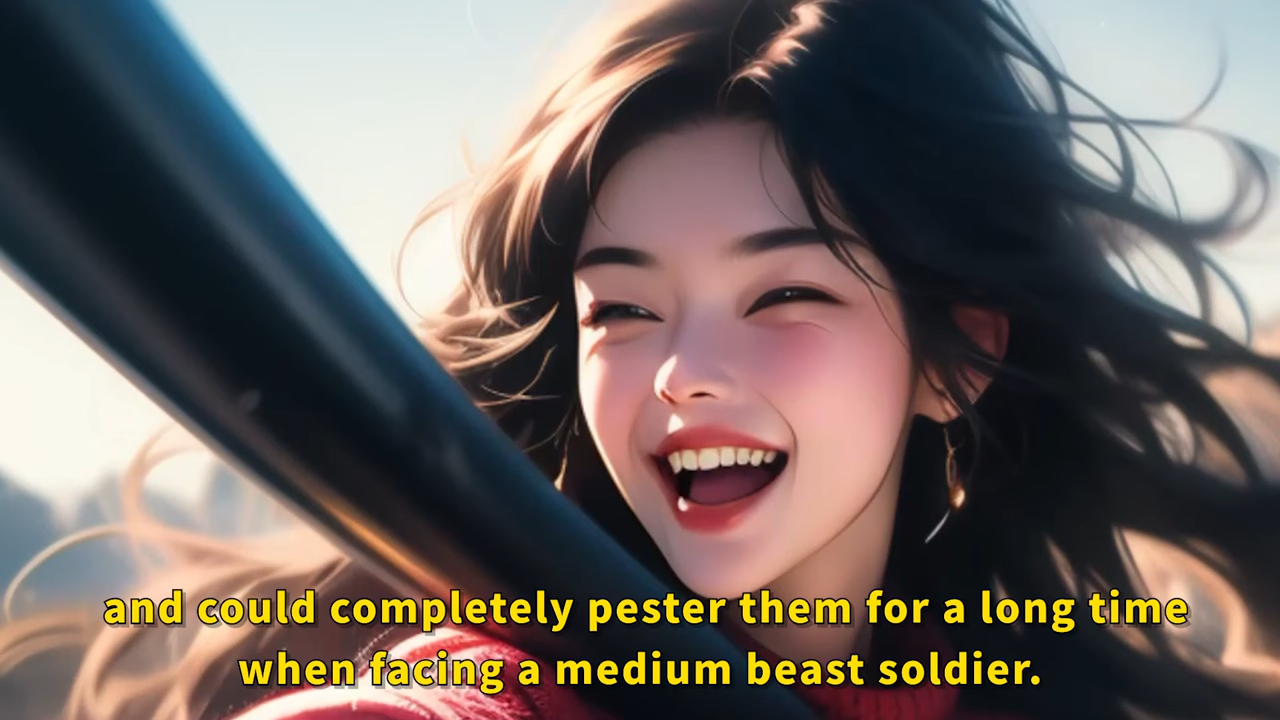 and could completely pester them for a long time
when facing a medium beast soldier.